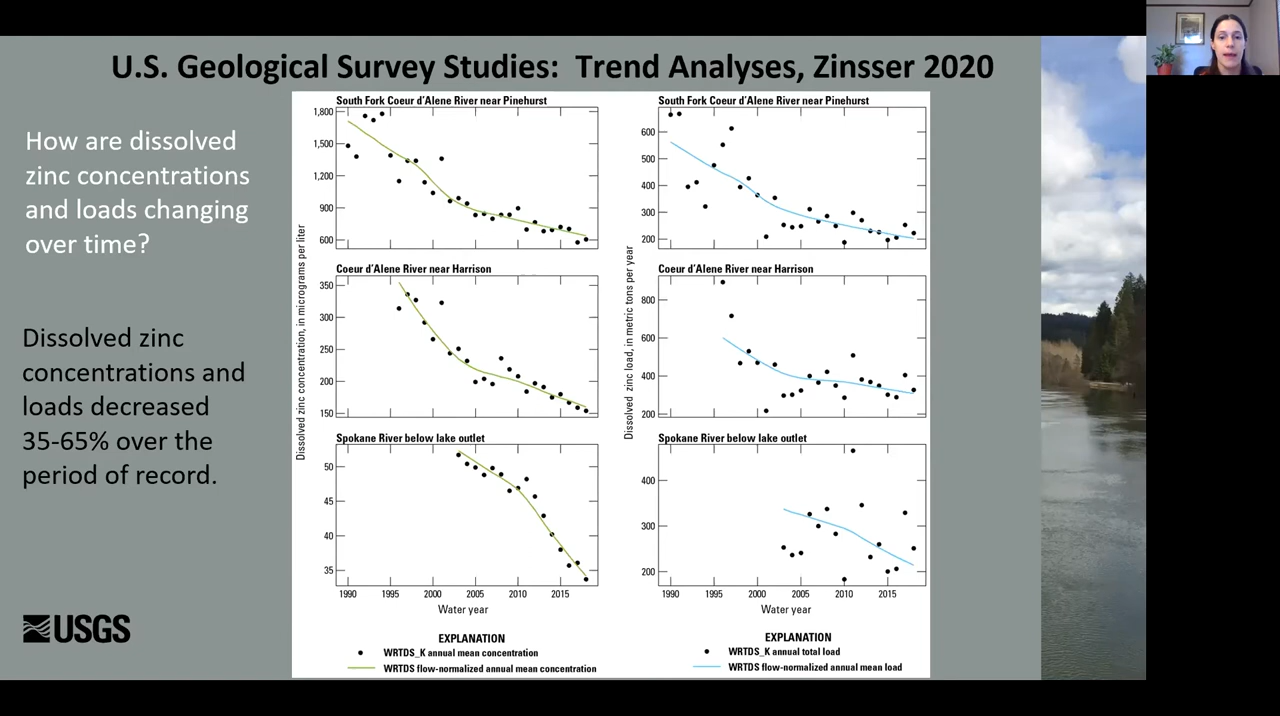 U.S. Geological Survey Studies:  Trend Analyses, Zinsser 2020
How are dissolved
zinc concentrations
and loads changing
over time?
Dissolved zinc
concentrations and
loads decreased
35-65% over the
period of record.
USGS
Dissolved zinc concentration, in micrograms per liter
South Fork Coeur d'Alene River near Pinehurst
1,800
1,500
1,200
900
600
Coeur d'Alene River near Harrison
350
300
200
150
Spokane River below lake outlet
50
45
40
35
1990 1995 2000 2005 2010 2015
Water year
EXPLANATION
WRTDS_K annual mean concentration
WRTDS flow-normalized annual mean concentration
Dissolved zinc load, in metric tons per year
South Fork Coeur d'Alene River near Pinehurst
600
500
400
300
200
Coeur d'Alene River near Harrison
800
600
400
200
Spokane River below lake outlet
400
300
200
1990 1995 2000 2005 2010 2015
Water year
EXPLANATION
WRTDS_K annual total load
WRTDS flow-normalized annual mean load